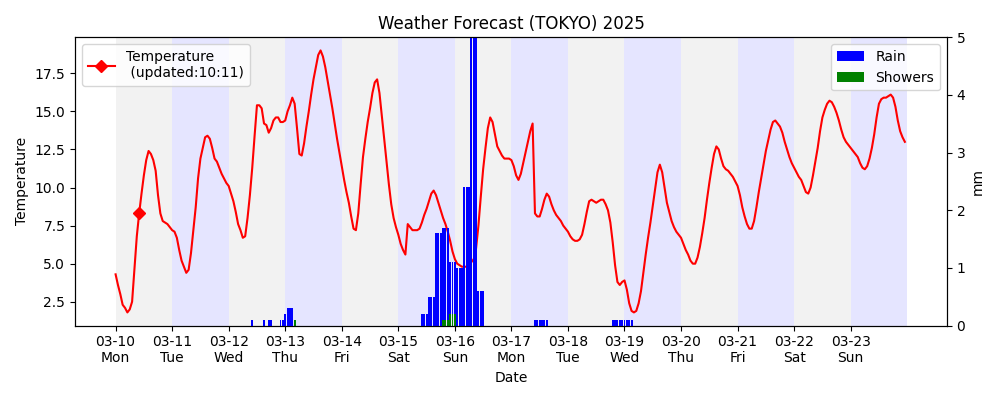 Weather Forecast (TOKYO) 2025
Temperature
(updated:10:11)
Rain
Showers
17.5
15.0
12.5
10.0
7.5
5.0
2.5
Temperature
5
4
3
2
1
0
mm
03-10 03-11 03-12 03-13 03-14 03-15 03-16 03-17 03-18 03-19 03-20 03-21 03-22 03-23
Mon Tue Wed Thu Fri Sat Sun Mon Tue Wed Thu Fri Sat Sun
Date